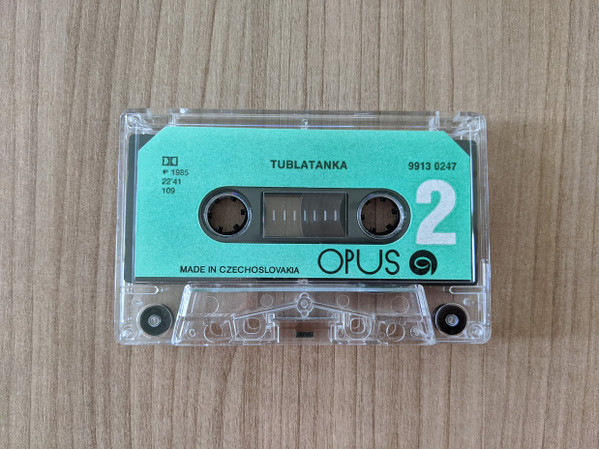 TUBLATANKA
9913 0247
℗ 1985
22'41
109
2
MADE IN CZECHOSLOVAKIA
OPUS